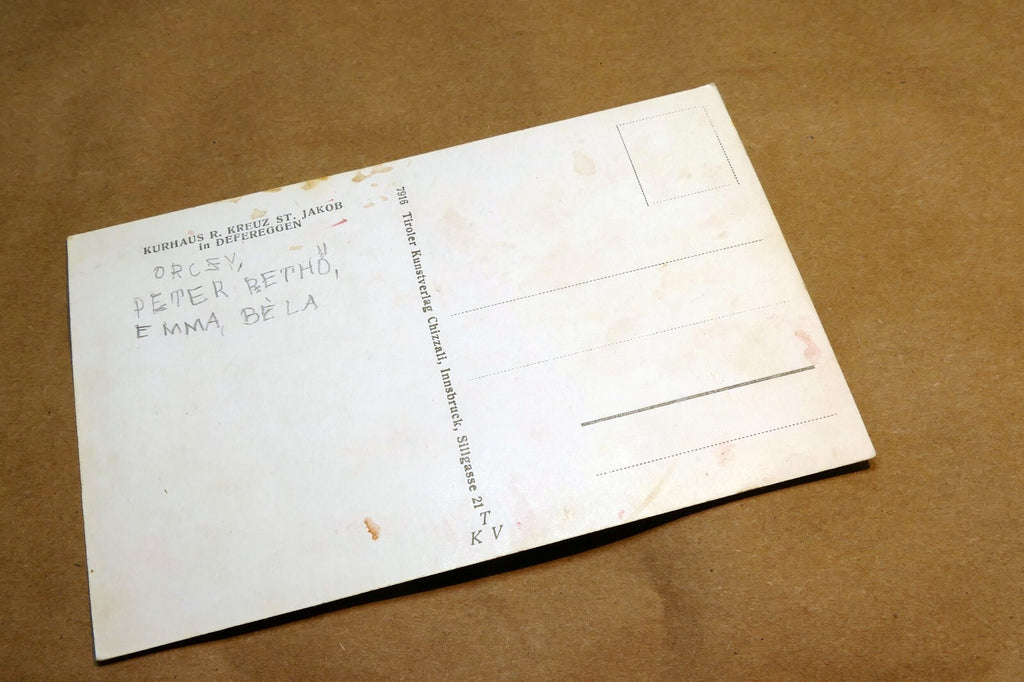 KURHAUS R. KREUZ ST. JAKOB
in DEFEREGGEN
ORCSY,
PETER BETHŐ,
EMMA, BÈLA
7916 Tiroler Kunstverlag Chizzali, Innsbruck, Sillgasse 21
T
K V